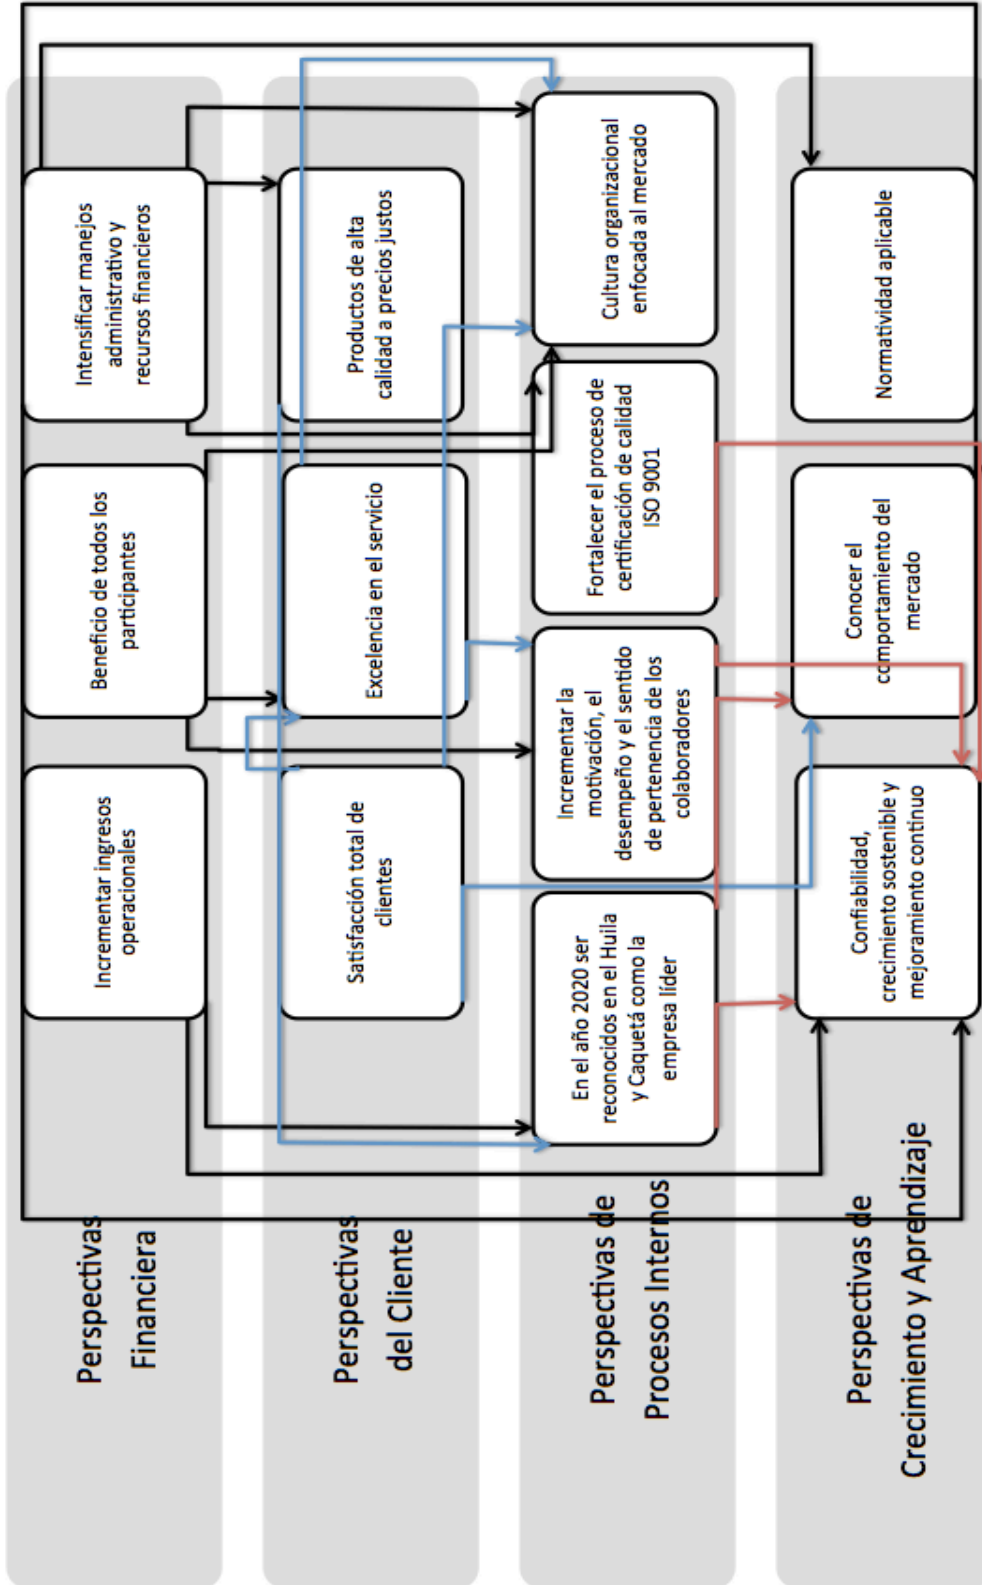 Perspectivas
Financiera
Incrementar ingresos
operacionales
Beneficio de todos los
participantes
Intensificar manejos
administrativo y
recursos financieros
Perspectivas
del Cliente
Satisfacción total de
clientes
Excelencia en el servicio
Productos de alta
calidad a precios justos
Perspectivas de
Procesos Internos
En el año 2020 ser
reconocidos en el Huila
y Caquetá como la
empresa líder
Incrementar la
motivación, el
desempeño y el sentido
de pertenencia de los
colaboradores
Fortalecer el proceso de
certificación de calidad
ISO 9001
Cultura organizacional
enfocada al mercado
Perspectivas de
Crecimiento y Aprendizaje
Confiabilidad,
crecimiento sostenible y
mejoramiento continuo
Conocer el
comportamiento del
mercado
Normatividad aplicable